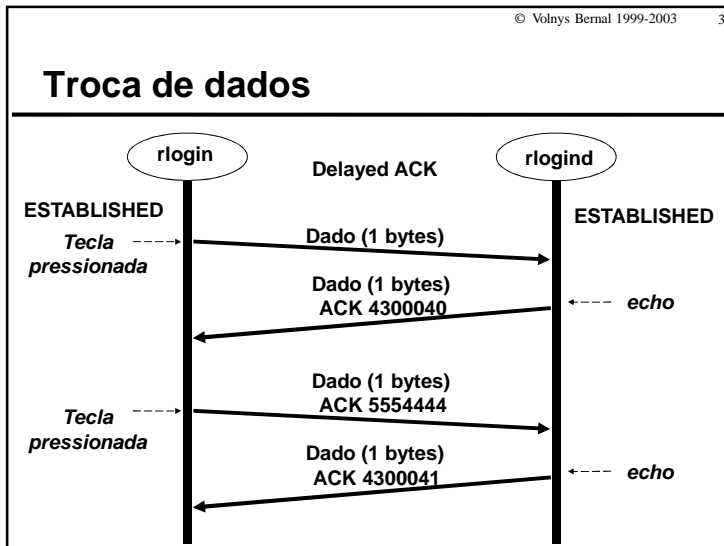 © Volnys Bernal 1999-2003 3
Troca de dados
rlogin
Delayed ACK
rlogind
ESTABLISHED
ESTABLISHED
Tecla
pressionada
Dado (1 bytes)
Dado (1 bytes)
ACK 4300040
echo
Dado (1 bytes)
ACK 5554444
Tecla
pressionada
Dado (1 bytes)
ACK 4300041
echo